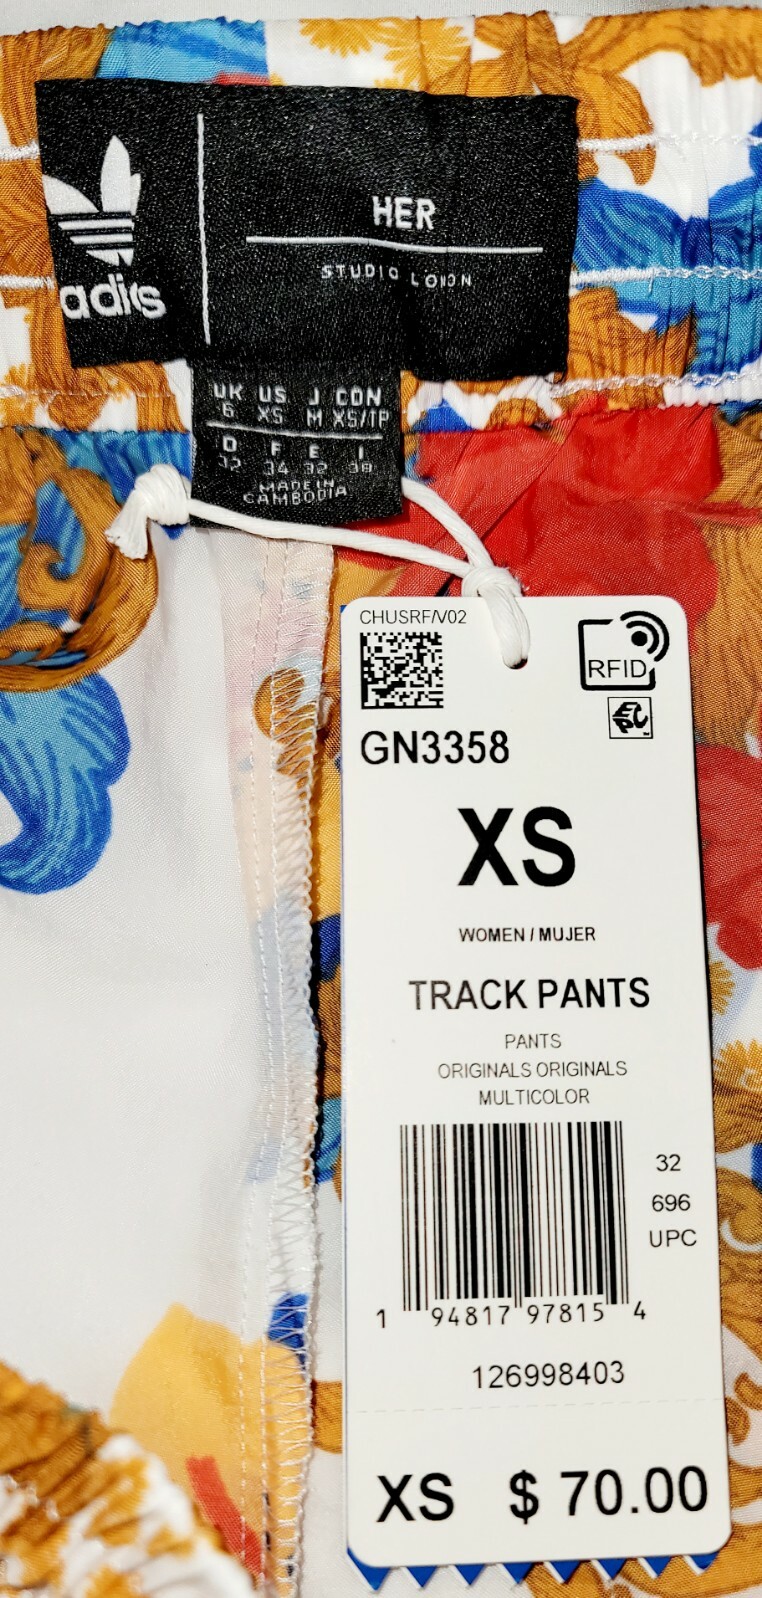 adidas
HER
STUDIO LONDON
UK US J CDN
6 XS M XS/TP
D F E I
32 34 32 38
MADE IN
CAMBODIA
CHUSRF/V02
RFID
EPC
GN3358
XS
WOMEN / MUJER
TRACK PANTS
PANTS
ORIGINALS ORIGINALS
MULTICOLOR
32
696
UPC
1 94817 97815 4
126998403
XS $ 70.00